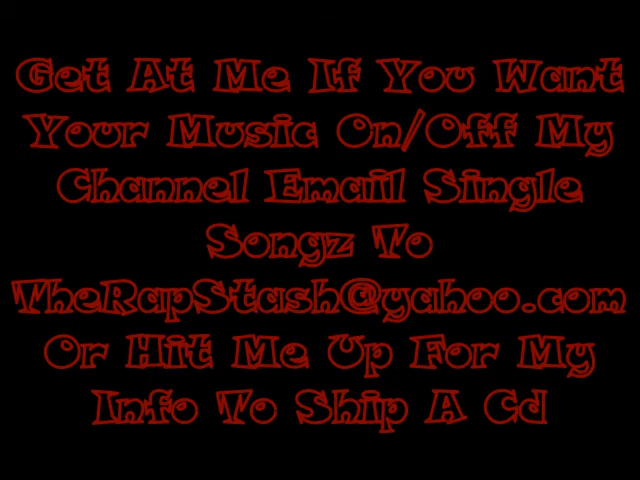 Get At Me If You Want
Your Music On/Off My
Channel Email Single
Songz To
TheRapStash@yahoo.com
Or Hit Me Up For My
Info To Ship A Cd